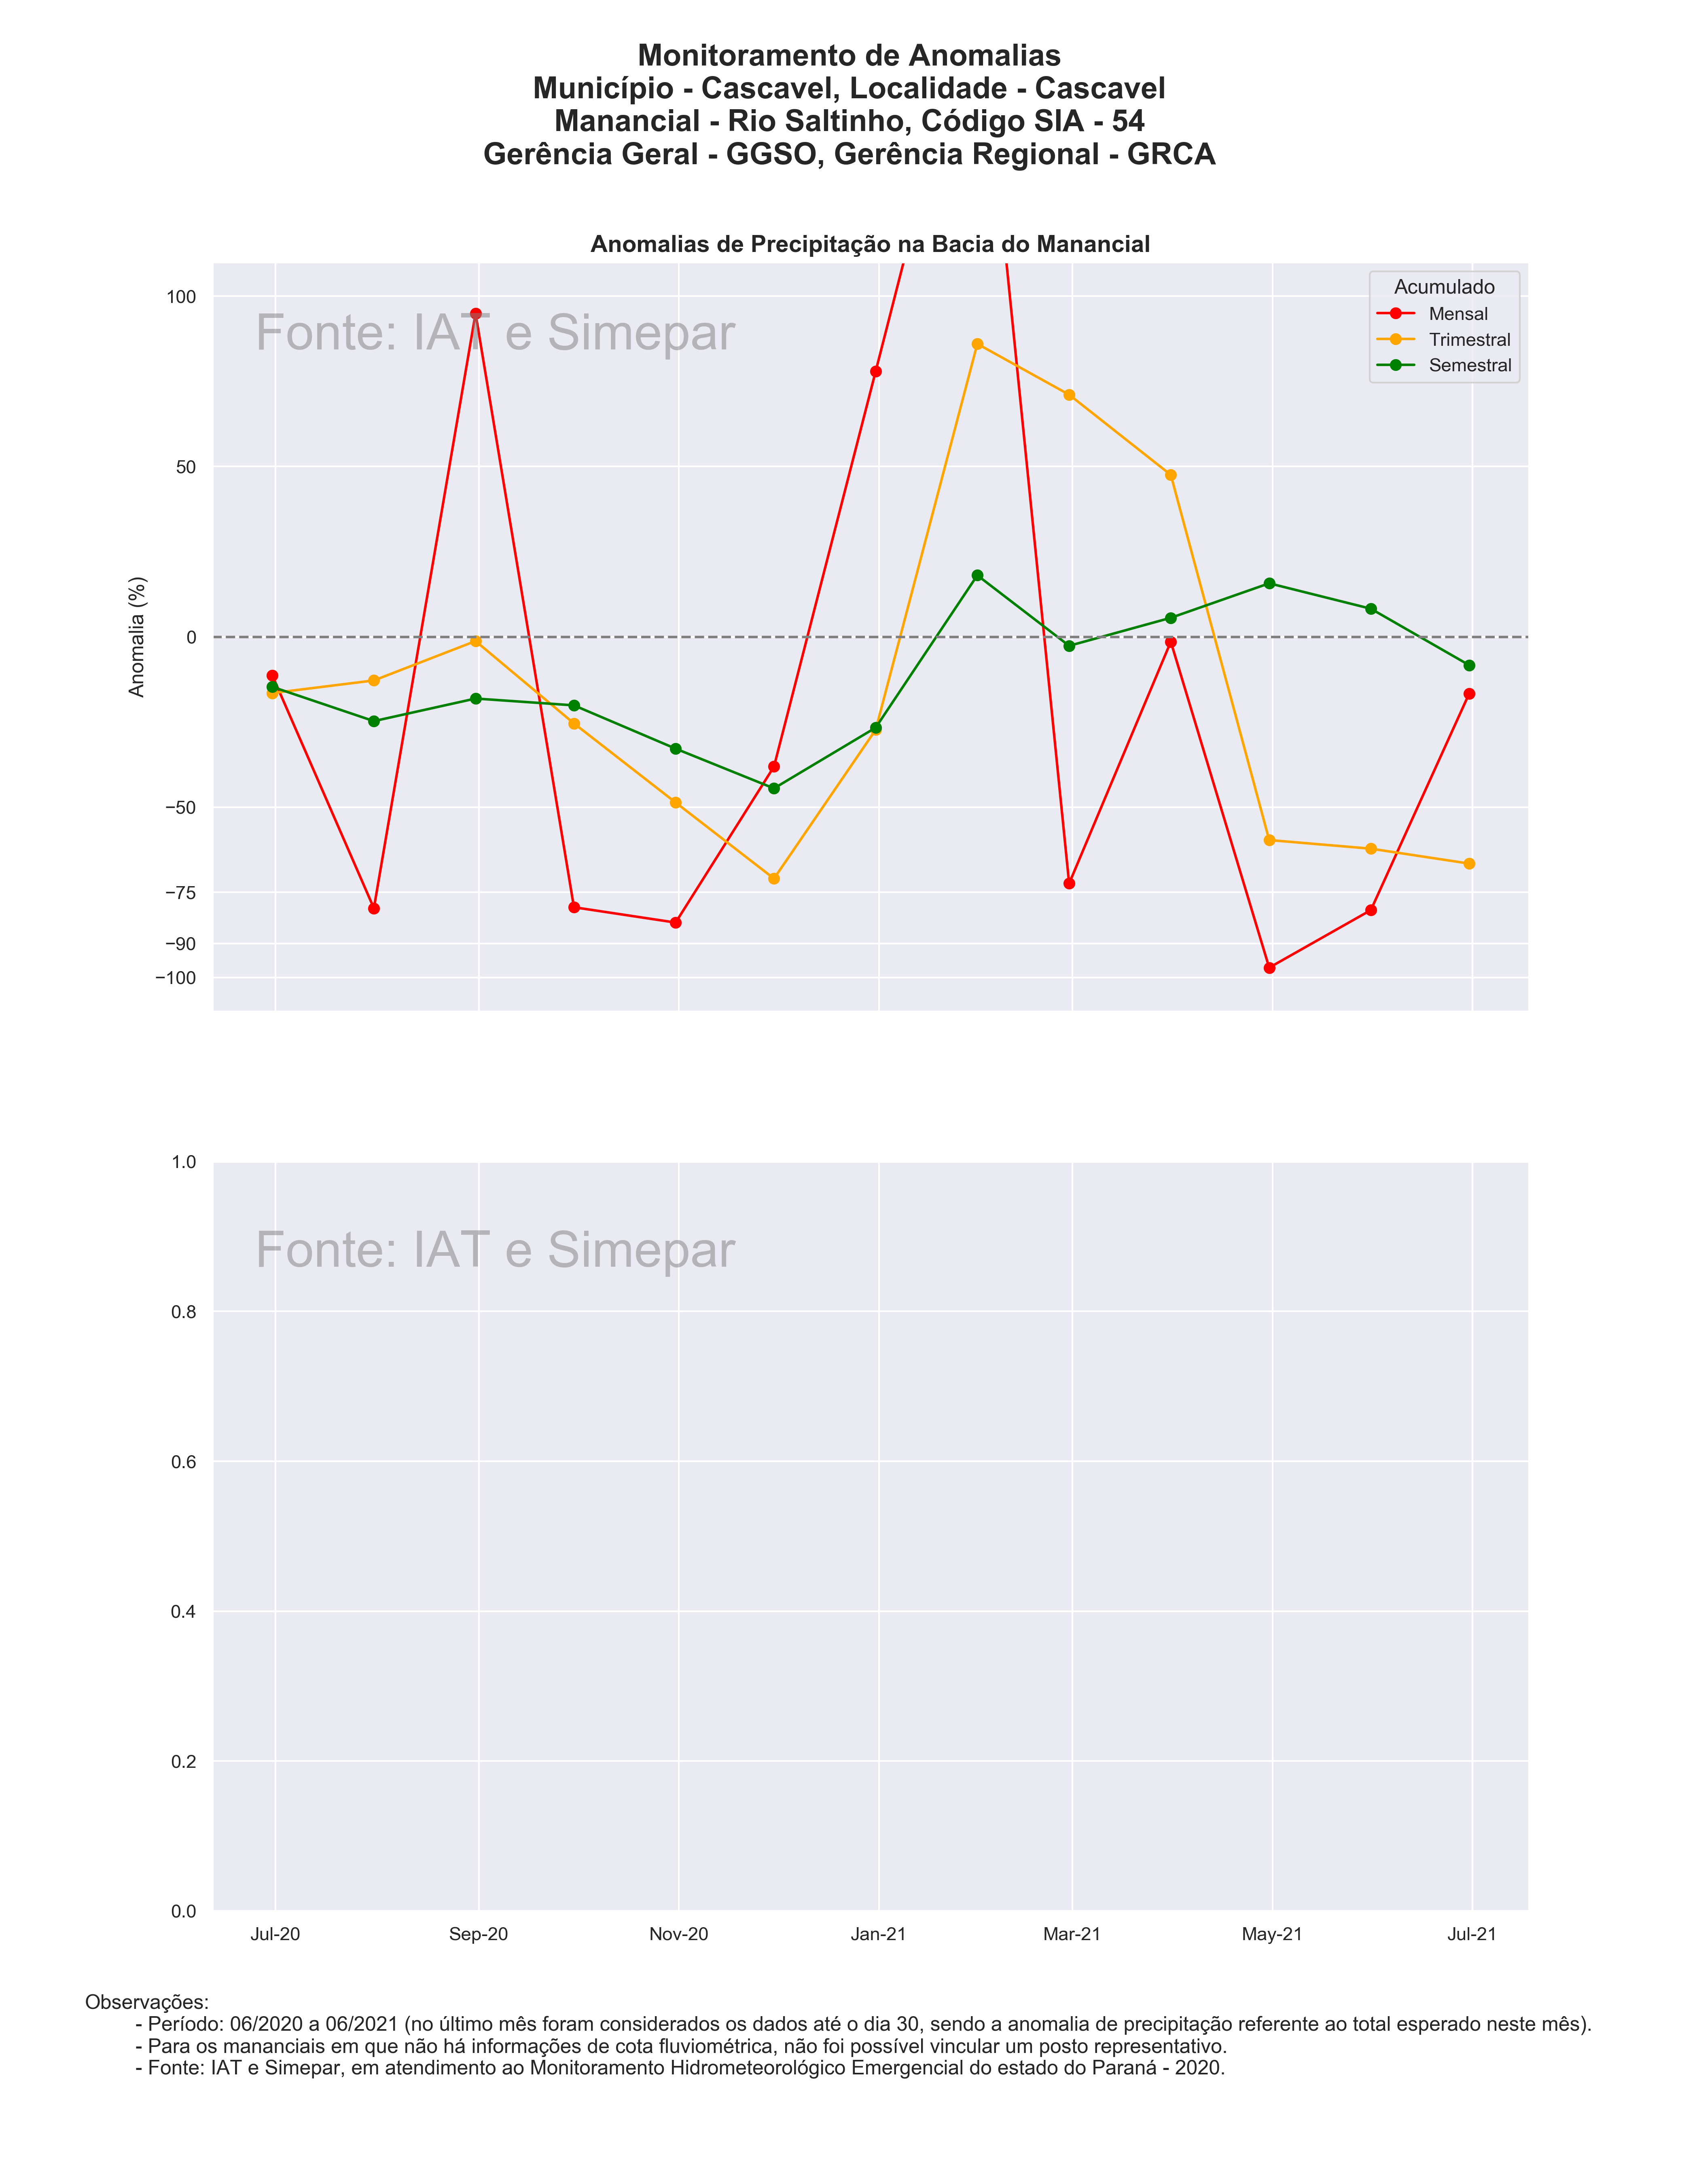 Monitoramento de Anomalias
Município - Cascavel, Localidade - Cascavel
Manancial - Rio Saltinho, Código SIA - 54
Gerência Geral - GGSO, Gerência Regional - GRCA
Anomalias de Precipitação na Bacia do Manancial
Fonte: IAT e Simepar
Acumulado
Mensal
Trimestral
Semestral
Anomalia (%)
100
50
0
−50
−75
−90
−100
Fonte: IAT e Simepar
1.0
0.8
0.6
0.4
0.2
0.0
Jul-20 Sep-20 Nov-20 Jan-21 Mar-21 May-21 Jul-21
Observações:
- Período: 06/2020 a 06/2021 (no último mês foram considerados os dados até o dia 30, sendo a anomalia de precipitação referente ao total esperado neste mês).
- Para os mananciais em que não há informações de cota fluviométrica, não foi possível vincular um posto representativo.
- Fonte: IAT e Simepar, em atendimento ao Monitoramento Hidrometeorológico Emergencial do estado do Paraná - 2020.